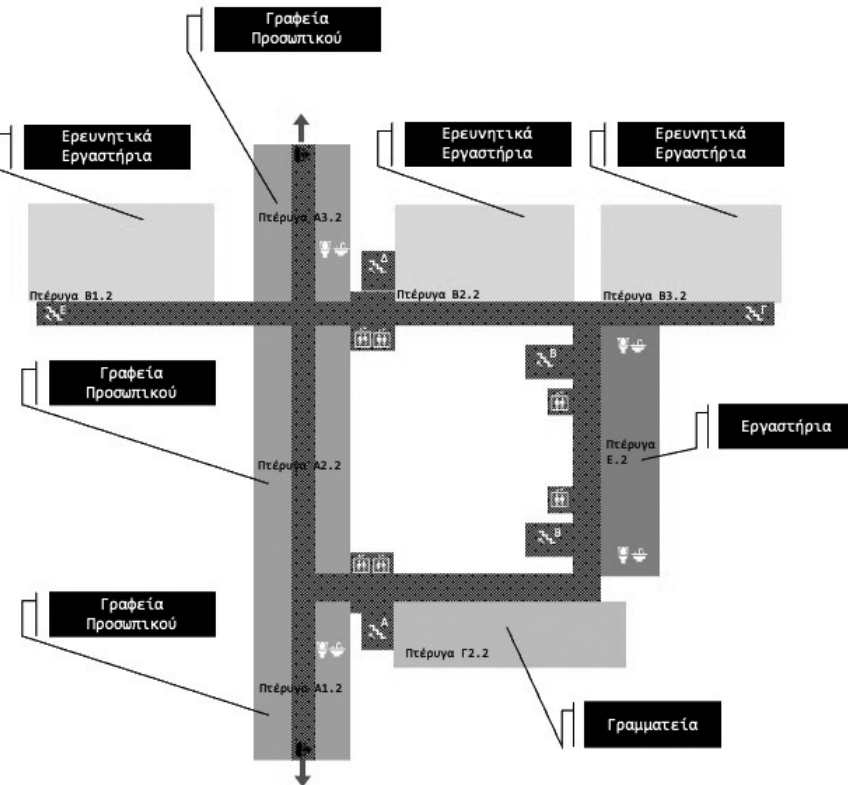 Γραφεία
Προσωπικού
Ερευνητικά
Εργαστήρια
Ερευνητικά
Εργαστήρια
Ερευνητικά
Εργαστήρια
Πτέρυγα Α3.2
Δ
Πτέρυγα Β1.2
Πτέρυγα Β2.2
Πτέρυγα Β3.2
Ε
Γ
Β
Γραφεία
Προσωπικού
Εργαστήρια
Πτέρυγα
Ε.2
Πτέρυγα Α2.2
Β
Γραφεία
Προσωπικού
Α
Πτέρυγα Γ2.2
Πτέρυγα Α1.2
Γραμματεία